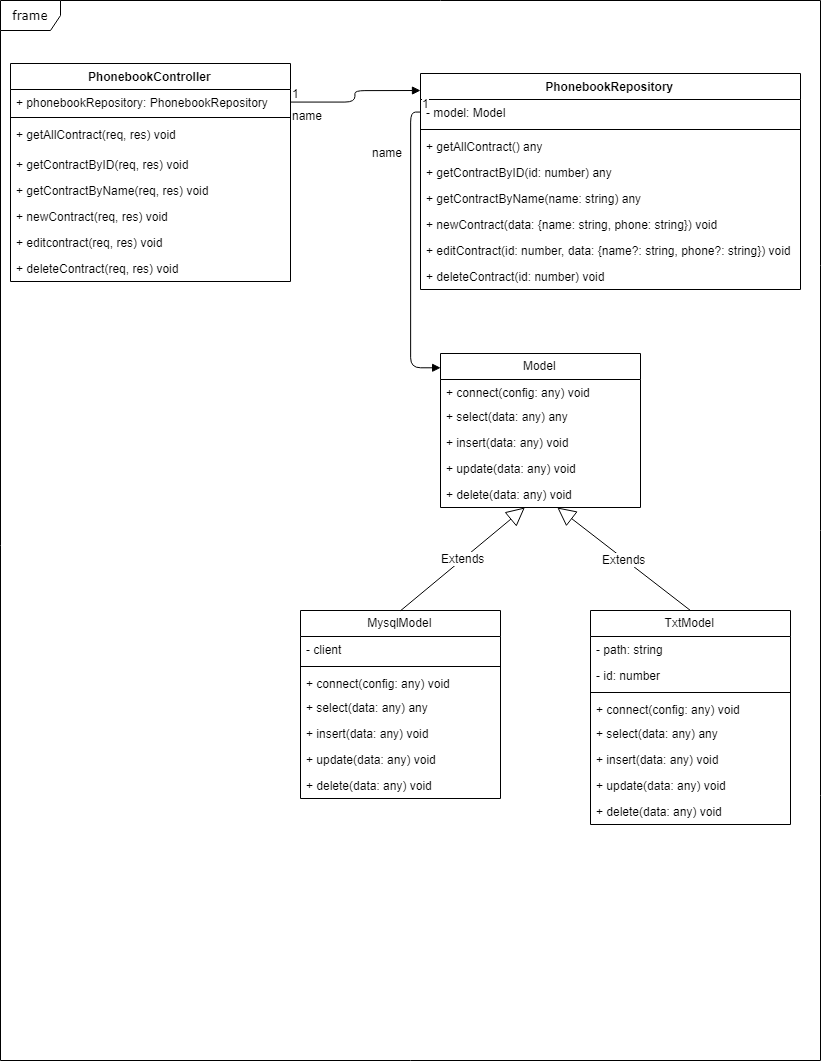 frame
PhonebookController
+ phonebookRepository: PhonebookRepository
+ getAllContract(req, res) void
+ getContractByID(req, res) void
+ getContractByName(req, res) void
+ newContract(req, res) void
+ editcontract(req, res) void
+ deleteContract(req, res) void
1
name
PhonebookRepository
1
- model: Model
+ getAllContract() any
+ getContractByID(id: number) any
+ getContractByName(name: string) any
+ newContract(data: {name: string, phone: string}) void
+ editContract(id: number, data: {name?: string, phone?: string}) void
+ deleteContract(id: number) void
name
Model
+ connect(config: any) void
+ select(data: any) any
+ insert(data: any) void
+ update(data: any) void
+ delete(data: any) void
Extends
Extends
MysqlModel
- client
+ connect(config: any) void
+ select(data: any) any
+ insert(data: any) void
+ update(data: any) void
+ delete(data: any) void
TxtModel
- path: string
- id: number
+ connect(config: any) void
+ select(data: any) any
+ insert(data: any) void
+ update(data: any) void
+ delete(data: any) void